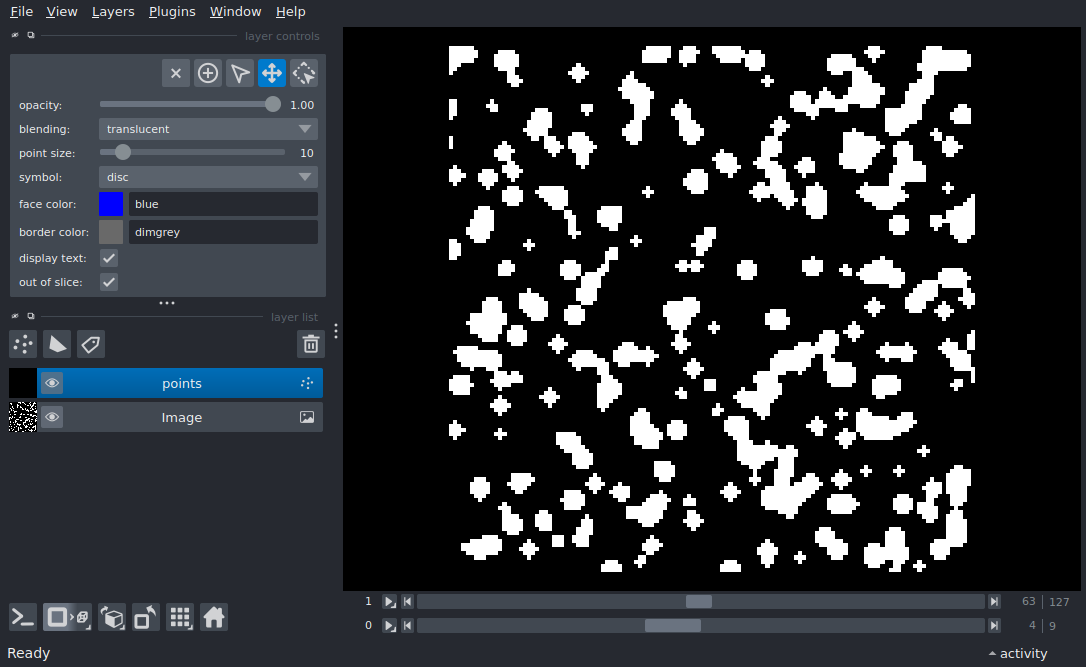 File View Layers Plugins Window Help
layer controls
opacity: 1.00
blending: translucent
point size: 10
symbol: disc
face color: blue
border color: dimgrey
display text:
out of slice:
layer list
points
Image
1 63 | 127
0 4 | 9
Ready activity